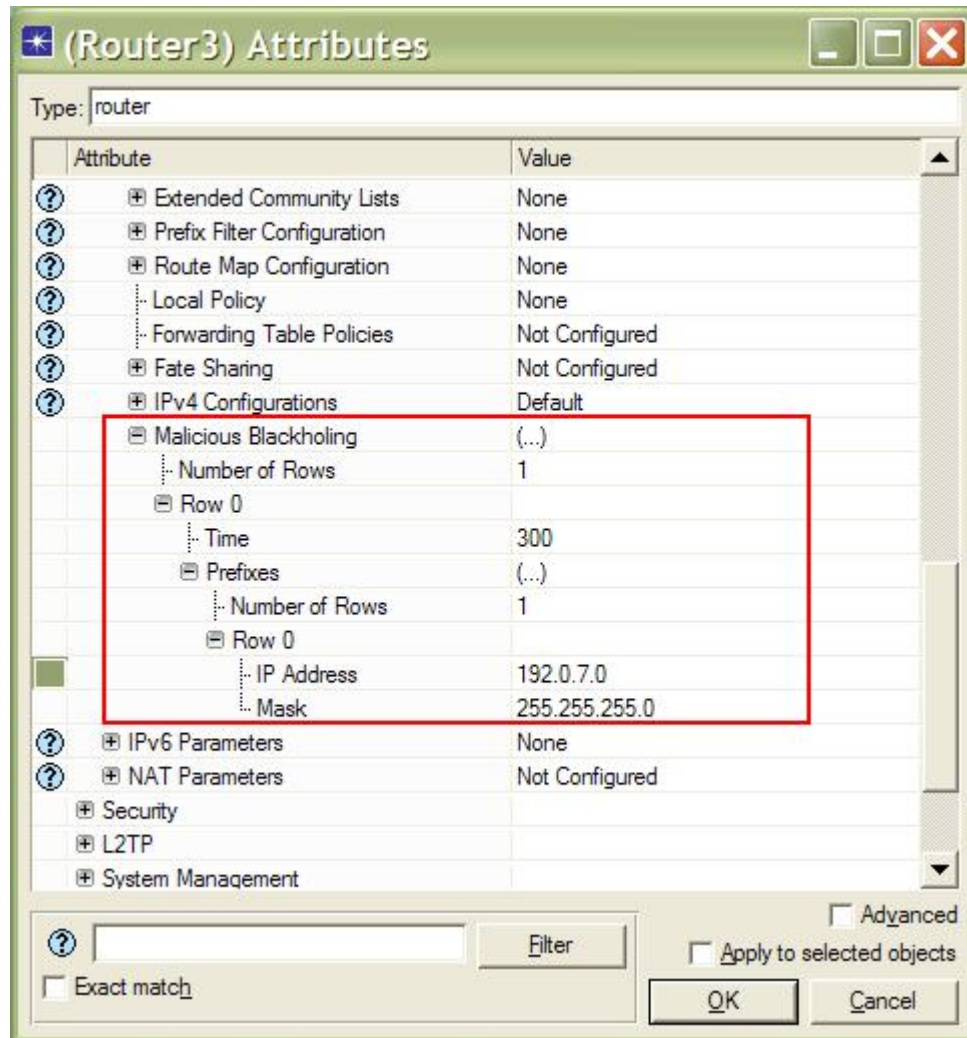 (Router3) Attributes
Type: router
Attribute Value
Extended Community Lists None
Prefix Filter Configuration None
Route Map Configuration None
Local Policy None
Forwarding Table Policies Not Configured
Fate Sharing Not Configured
IPv4 Configurations Default
Malicious Blackholing (...)
Number of Rows 1
Row 0
Time 300
Prefixes (...)
Number of Rows 1
Row 0
IP Address 192.0.7.0
Mask 255.255.255.0
IPv6 Parameters None
NAT Parameters Not Configured
Security
L2TP
System Management
Advanced
Filter
Apply to selected objects
Exact match
OK Cancel